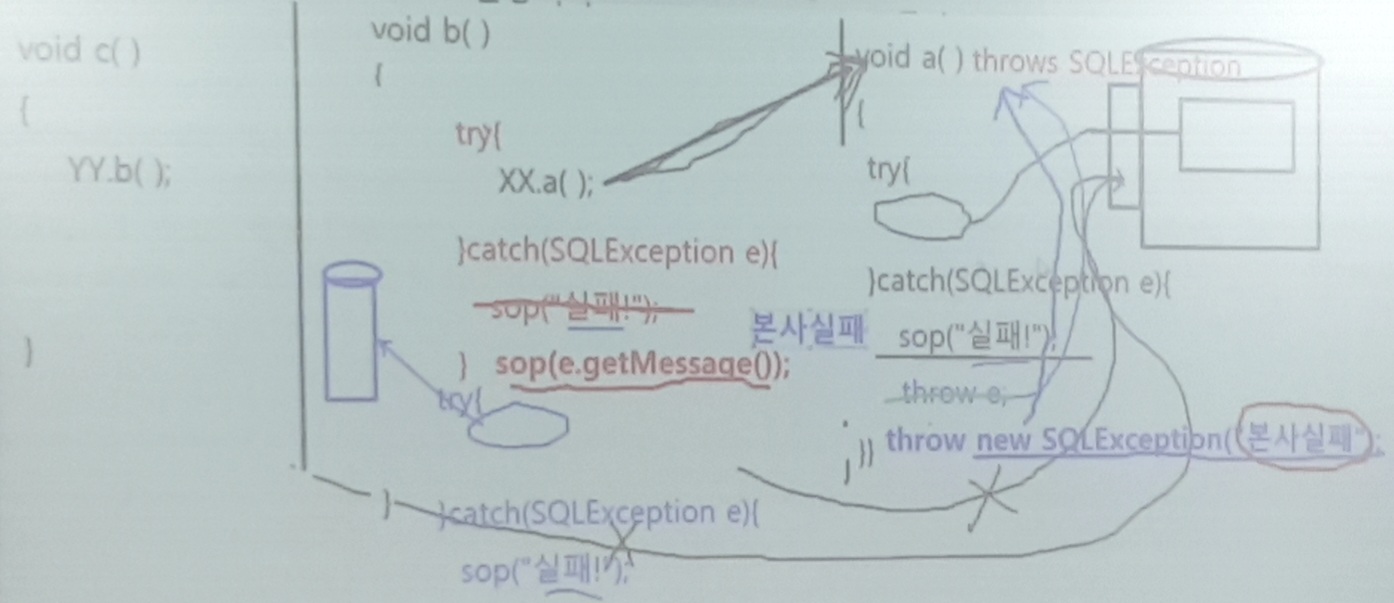 void c( )
{
YY.b( );
}
void b( )
{
try{
XX.a( );
}catch(SQLException e){
sop("실패!");
} sop(e.getMessage());
try{
}
}catch(SQLException e){
sop("실패!");
void a( ) throws SQLException
{
try{
}catch(SQLException e){
본사실패 sop("실패!");
throw e;
}} throw new SQLException("본사실패");